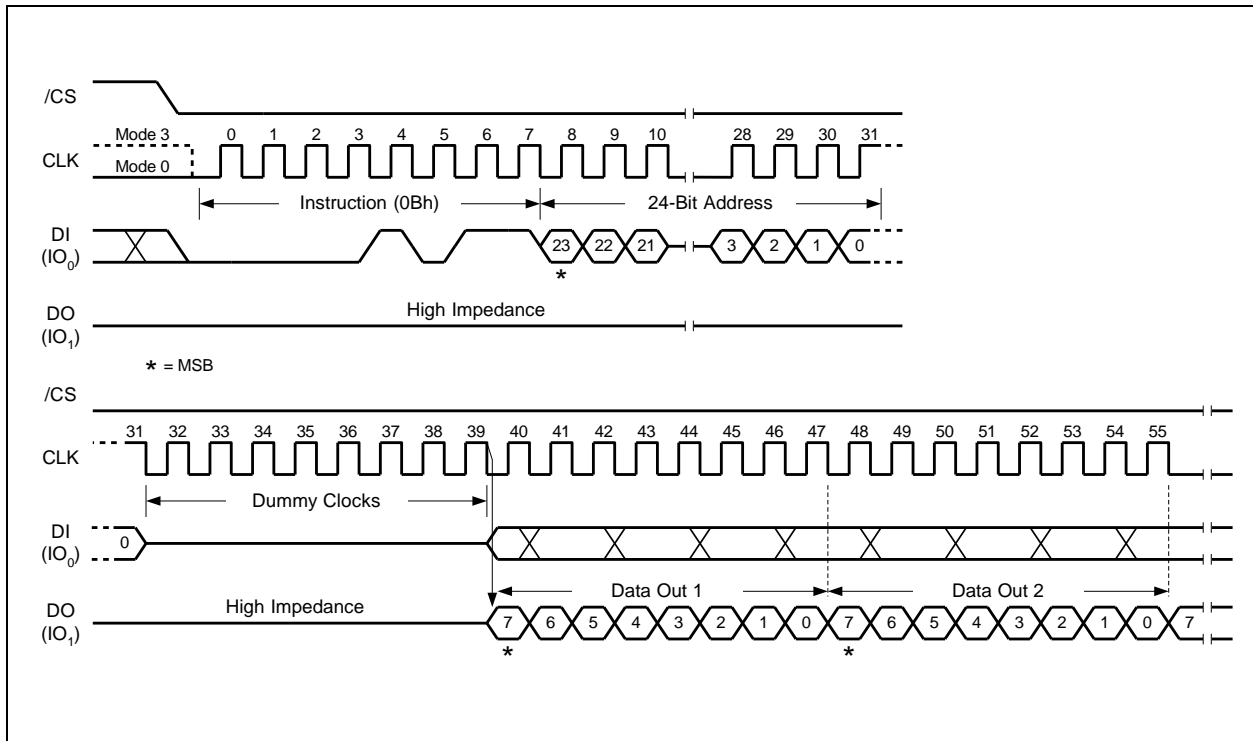 /CS
Mode 3 0 1 2 3 4 5 6 7 8 9 10 28 29 30 31
CLK Mode 0
Instruction (0Bh) 24-Bit Address
DI
(IO0) 23 22 21 3 2 1 0
*
DO High Impedance
(IO1)
* = MSB
/CS
31 32 33 34 35 36 37 38 39 40 41 42 43 44 45 46 47 48 49 50 51 52 53 54 55
CLK
Dummy Clocks
DI 0
(IO0)
Data Out 1 Data Out 2
DO High Impedance
(IO1) 7 6 5 4 3 2 1 0 7 6 5 4 3 2 1 0 7
* *